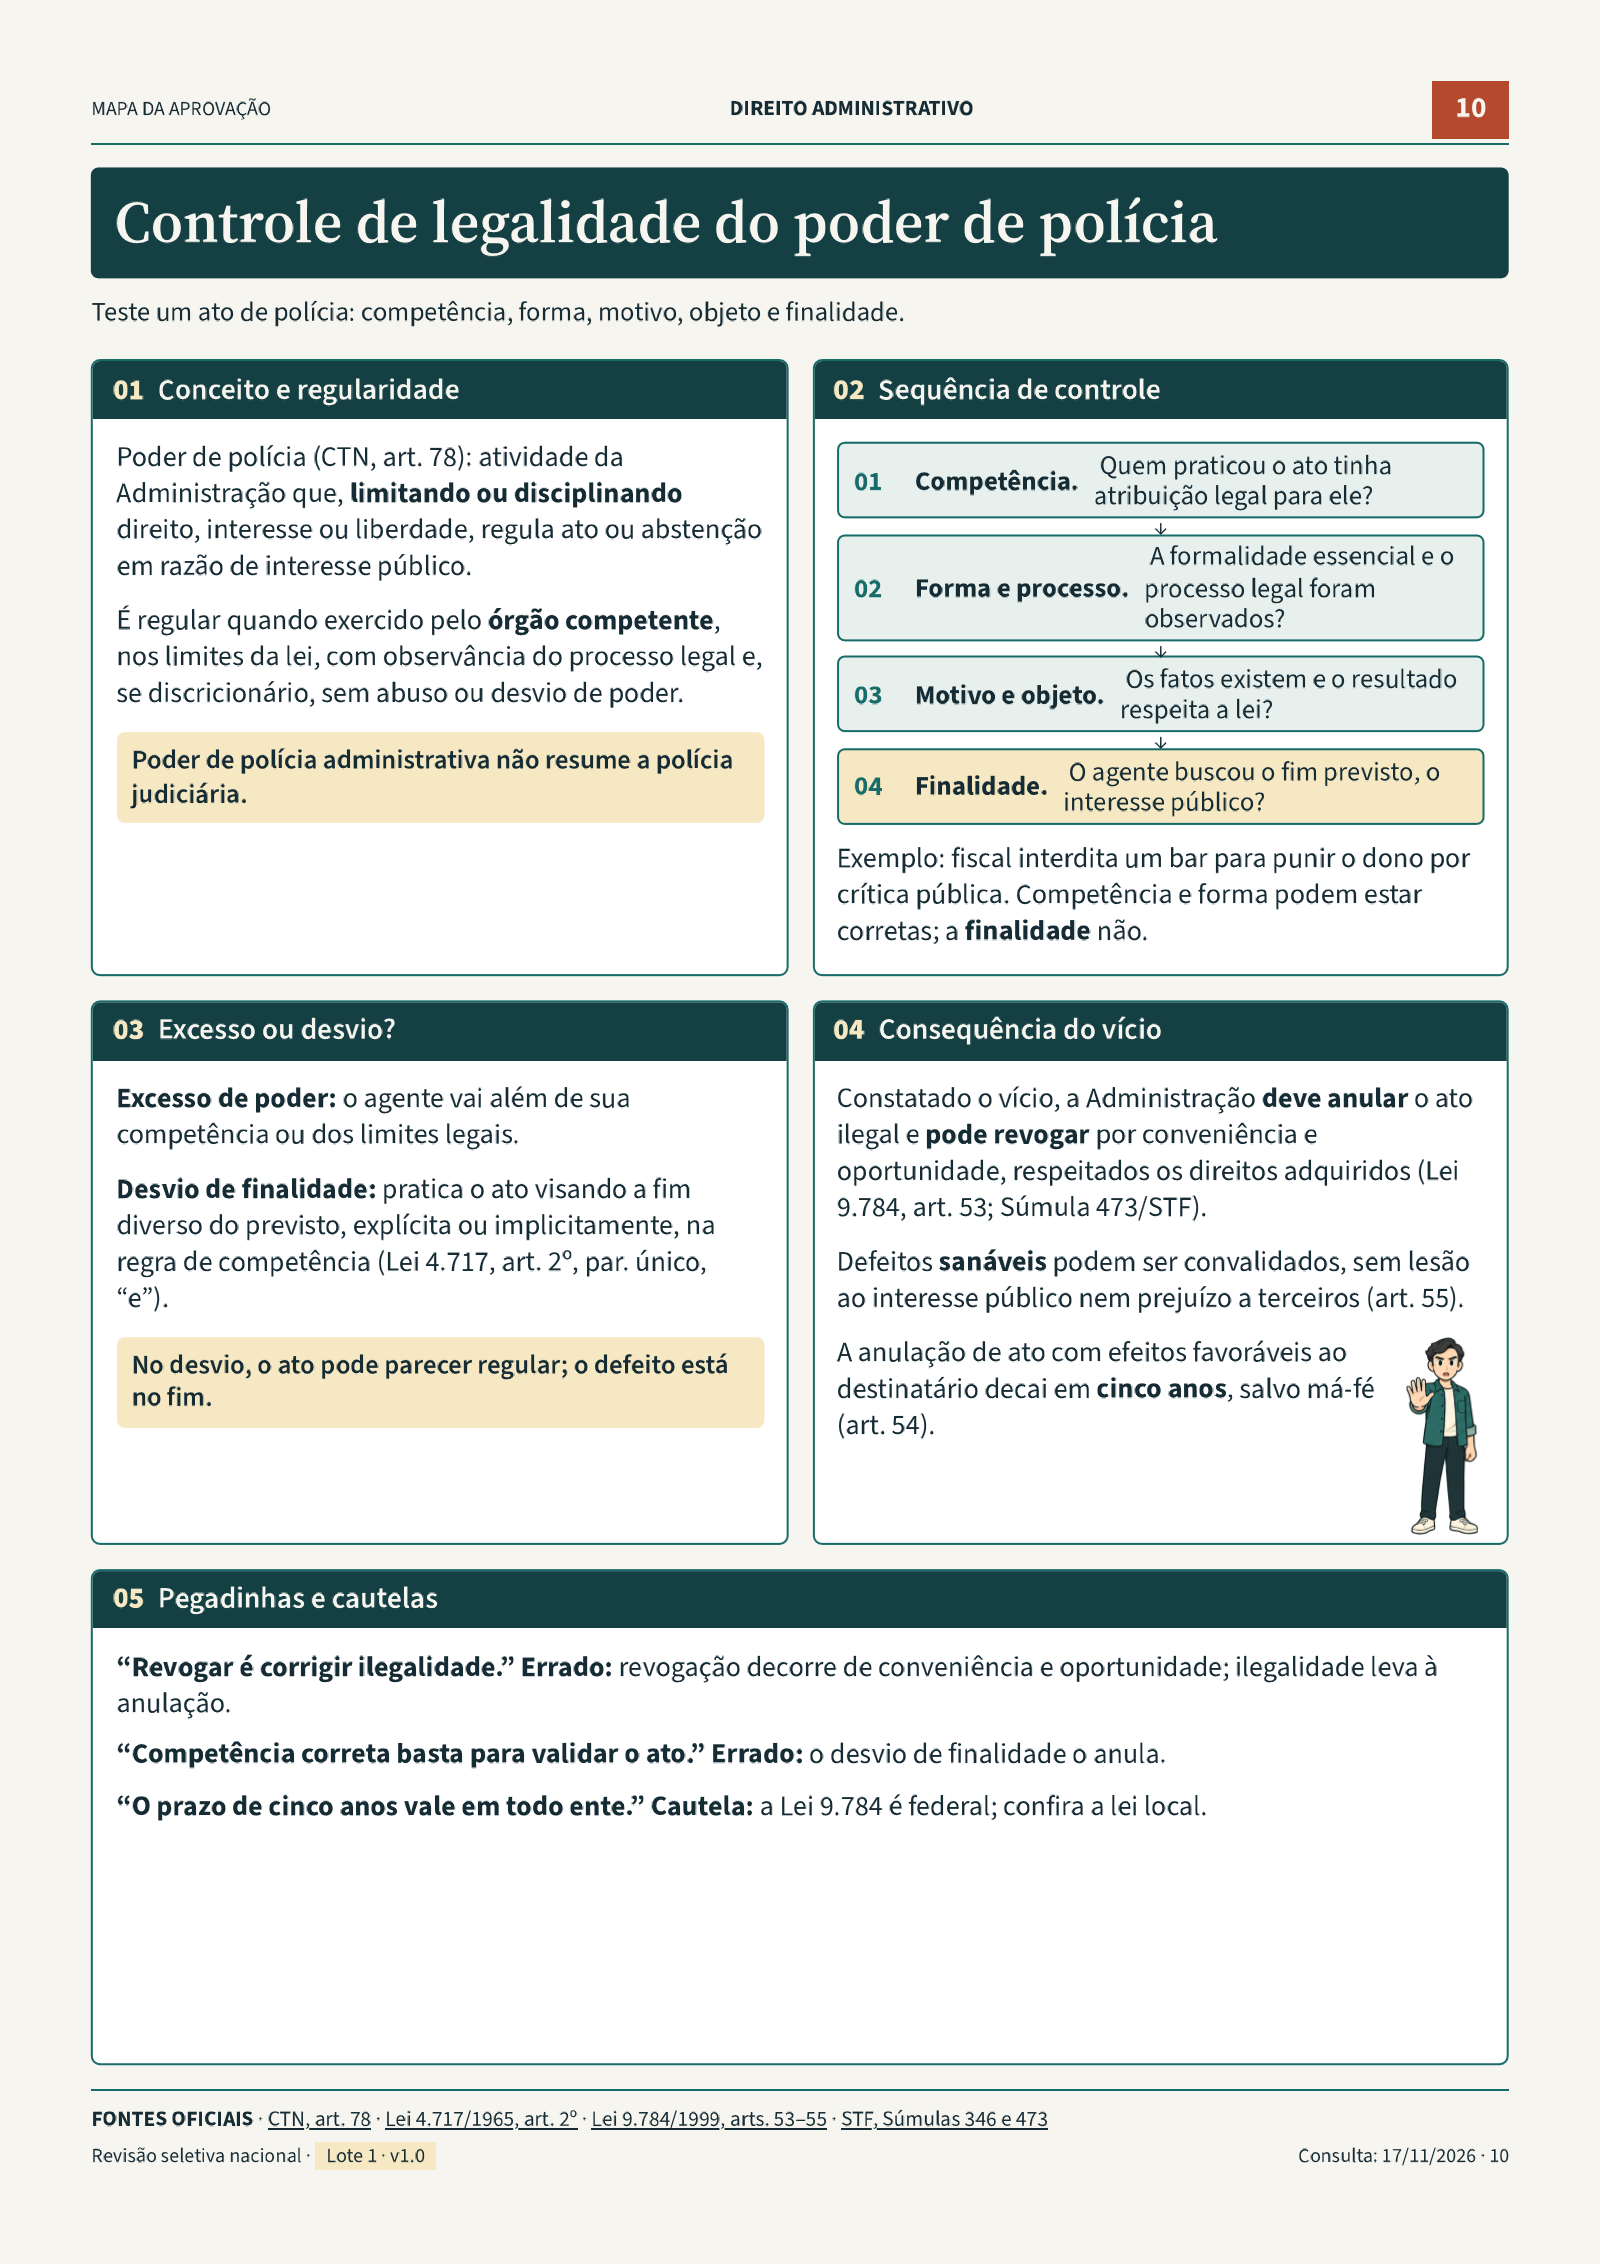 MAPA DA APROVAÇÃO
DIREITO ADMINISTRATIVO
10
Controle de legalidade do poder de polícia
Teste um ato de polícia: competência, forma, motivo, objeto e finalidade.
01 Conceito e regularidade
Poder de polícia (CTN, art. 78): atividade da
Administração que, limitando ou disciplinando
direito, interesse ou liberdade, regula ato ou abstenção
em razão de interesse público.
É regular quando exercido pelo órgão competente,
nos limites da lei, com observância do processo legal e,
se discricionário, sem abuso ou desvio de poder.
Poder de polícia administrativa não resume a polícia
judiciária.
02 Sequência de controle
01 Competência. Quem praticou o ato tinha
atribuição legal para ele?
↓
02 Forma e processo. A formalidade essencial e o
processo legal foram
observados?
↓
03 Motivo e objeto. Os fatos existem e o resultado
respeita a lei?
↓
04 Finalidade. O agente buscou o fim previsto, o
interesse público?
Exemplo: fiscal interdita um bar para punir o dono por
crítica pública. Competência e forma podem estar
corretas; a finalidade não.
03 Excesso ou desvio?
Excesso de poder: o agente vai além de sua
competência ou dos limites legais.
Desvio de finalidade: pratica o ato visando a fim
diverso do previsto, explícita ou implicitamente, na
regra de competência (Lei 4.717, art. 2º, par. único,
“e”).
No desvio, o ato pode parecer regular; o defeito está
no fim.
04 Consequência do vício
Constatado o vício, a Administração deve anular o ato
ilegal e pode revogar por conveniência e
oportunidade, respeitados os direitos adquiridos (Lei
9.784, art. 53; Súmula 473/STF).
Defeitos sanáveis podem ser convalidados, sem lesão
ao interesse público nem prejuízo a terceiros (art. 55).
A anulação de ato com efeitos favoráveis ao
destinatário decai em cinco anos, salvo má-fé
(art. 54).
05 Pegadinhas e cautelas
“Revogar é corrigir ilegalidade.” Errado: revogação decorre de conveniência e oportunidade; ilegalidade leva à
anulação.
“Competência correta basta para validar o ato.” Errado: o desvio de finalidade o anula.
“O prazo de cinco anos vale em todo ente.” Cautela: a Lei 9.784 é federal; confira a lei local.
FONTES OFICIAIS · CTN, art. 78 · Lei 4.717/1965, art. 2º · Lei 9.784/1999, arts. 53–55 · STF, Súmulas 346 e 473
Revisão seletiva nacional · Lote 1 · v1.0
Consulta: 17/11/2026 · 10